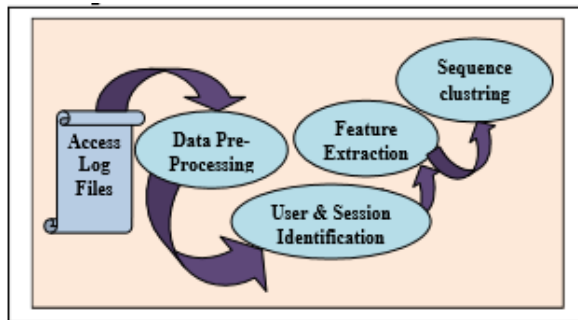 Access
Log
Files
Data Pre-
Processing
User & Session
Identification
Feature
Extraction
Sequence
clustring